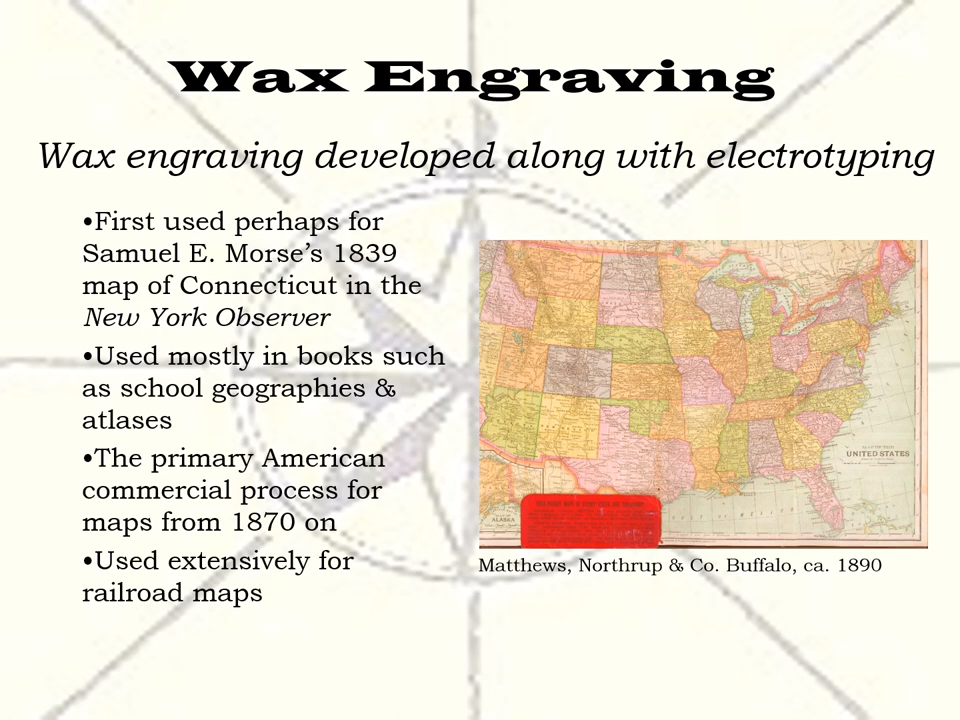 Wax Engraving
Wax engraving developed along with electrotyping
•First used perhaps for
Samuel E. Morse’s 1839
map of Connecticut in the
New York Observer
•Used mostly in books such
as school geographies &
atlases
•The primary American
commercial process for
maps from 1870 on
•Used extensively for
railroad maps
UNITED STATES
ALASKA
Matthews, Northrup & Co. Buffalo, ca. 1890